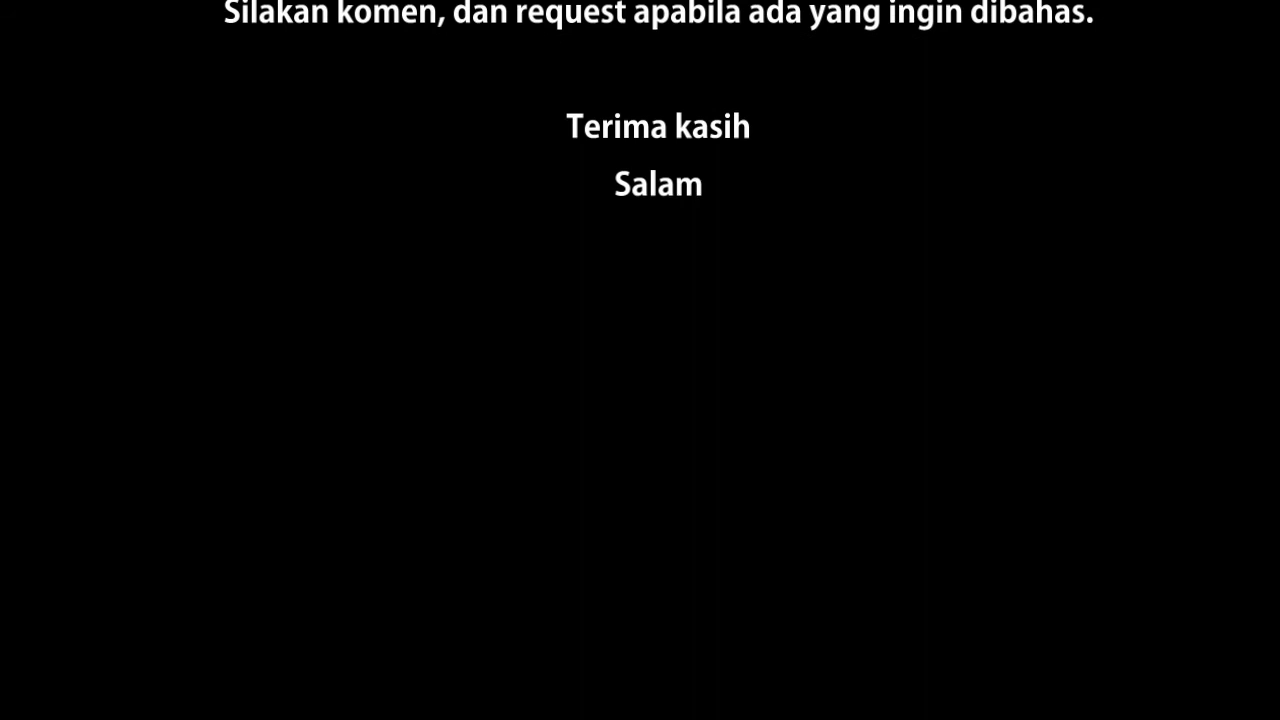 Silakan komen, dan request apabila ada yang ingin dibahas.
Terima kasih
Salam